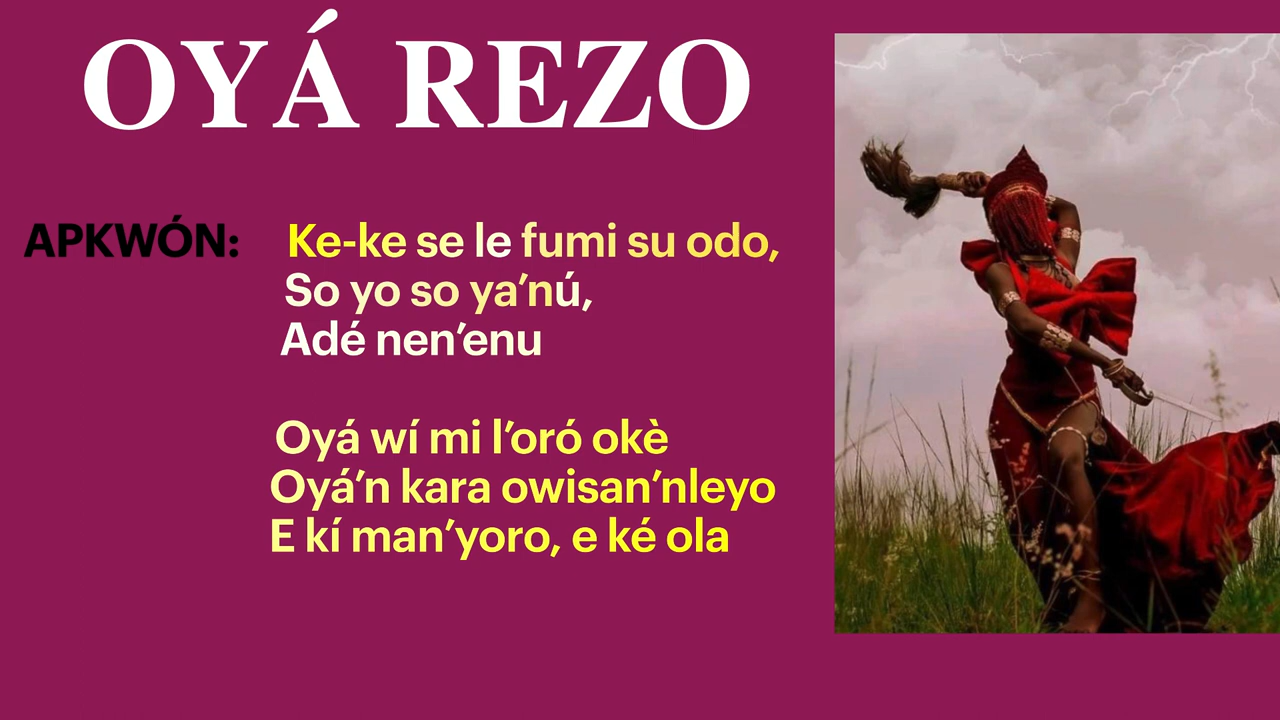 OYÁ REZO
APKWÓN: Ke-ke se le fumi su odo,
So yo so ya’nú,
Adé nen’enu
Oyá wí mi l’oró okè
Oyá’n kara owisan’nleyo
E kí man’yoro, e ké ola